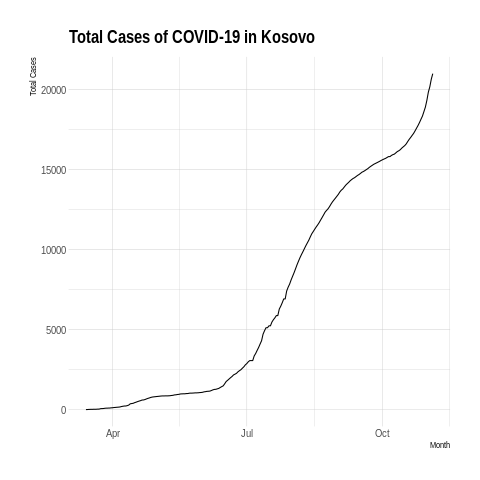 Total Cases of COVID-19 in Kosovo
Total Cases
20000
15000
10000
5000
0
Apr
Jul
Oct
Month